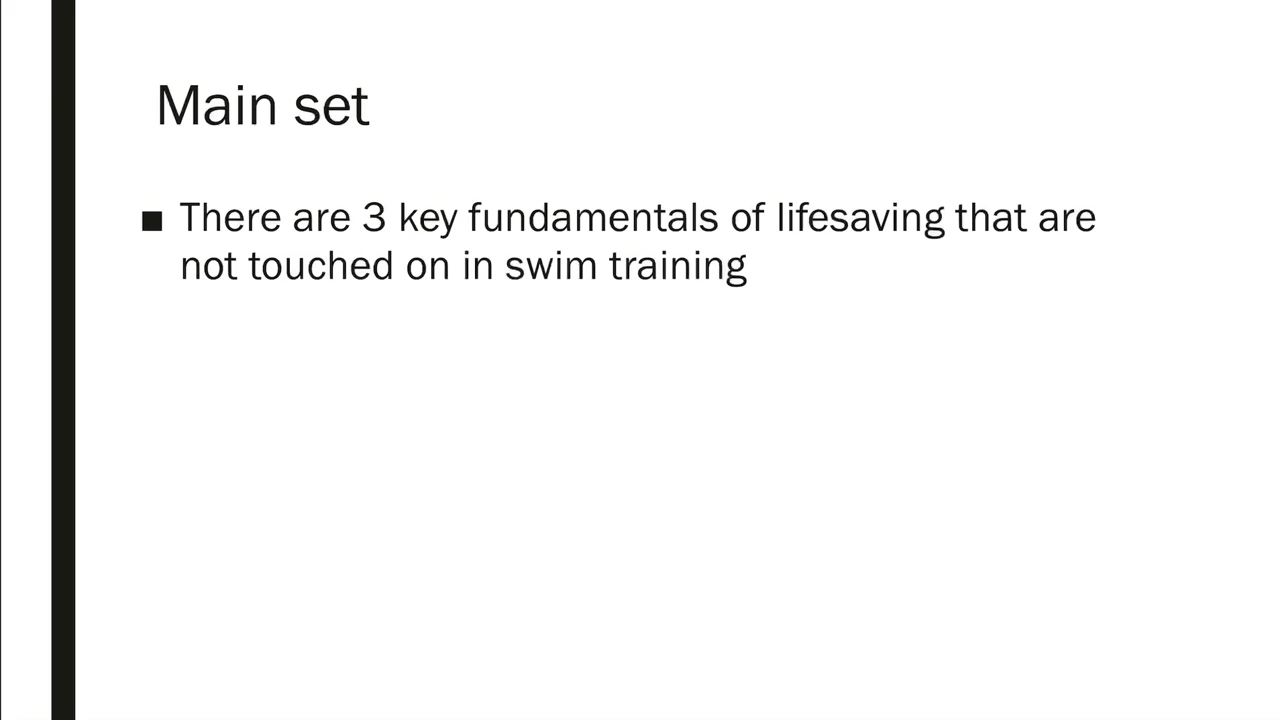 Main set
■ There are 3 key fundamentals of lifesaving that are
not touched on in swim training